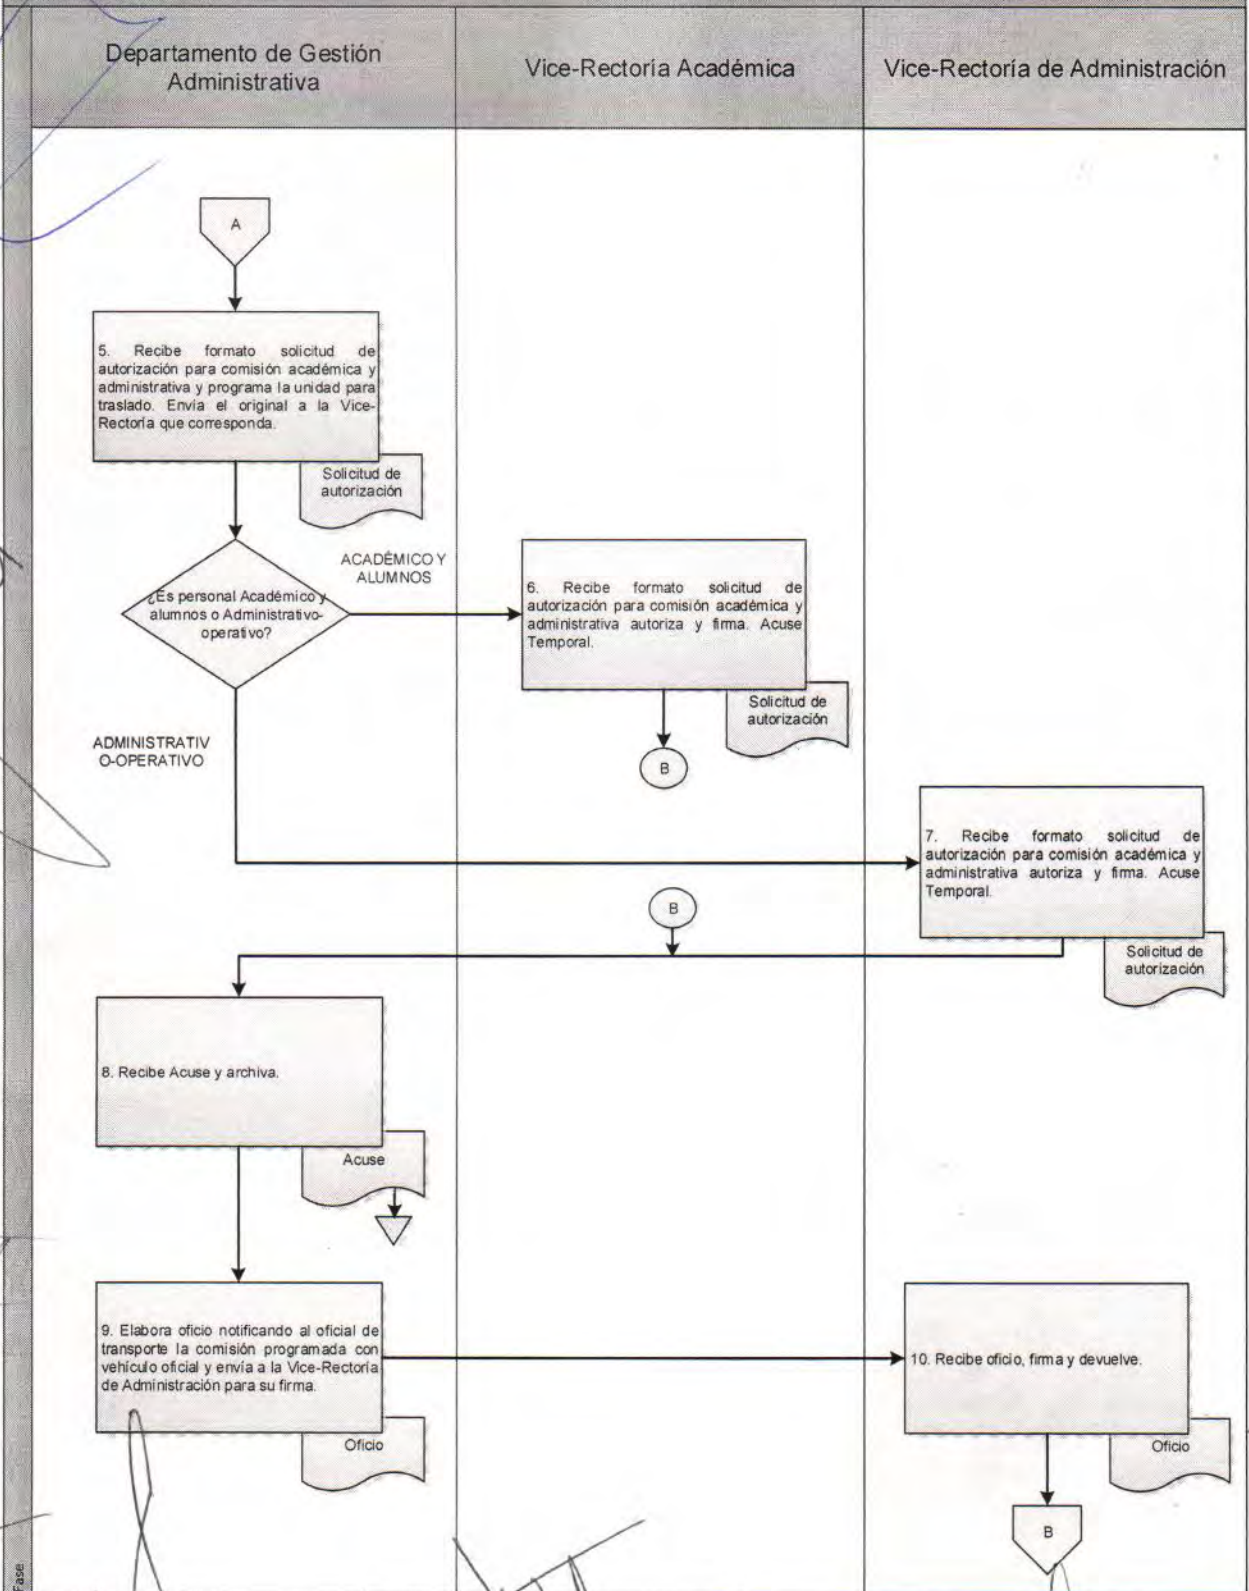 Departamento de Gestión
Administrativa
Vice-Rectoría Académica
Vice-Rectoría de Administración
A
5. Recibe formato solicitud de
autorización para comisión académica y
administrativa y programa la unidad para
traslado. Envía el original a la Vice-
Rectoría que corresponda.
Solicitud de
autorización
¿Es personal Académico y
alumnos o Administrativo-
operativo?
ACADÉMICO Y
ALUMNOS
6. Recibe formato solicitud de
autorización para comisión académica y
administrativa autoriza y firma. Acuse
Temporal.
Solicitud de
autorización
B
ADMINISTRATIV
O-OPERATIVO
7. Recibe formato solicitud de
autorización para comisión académica y
administrativa autoriza y firma. Acuse
Temporal.
Solicitud de
autorización
B
8. Recibe Acuse y archiva.
Acuse
9. Elabora oficio notificando al oficial de
transporte la comisión programada con
vehículo oficial y envía a la Vice-Rectoría
de Administración para su firma.
Oficio
10. Recibe oficio, firma y devuelve.
Oficio
B
Fase